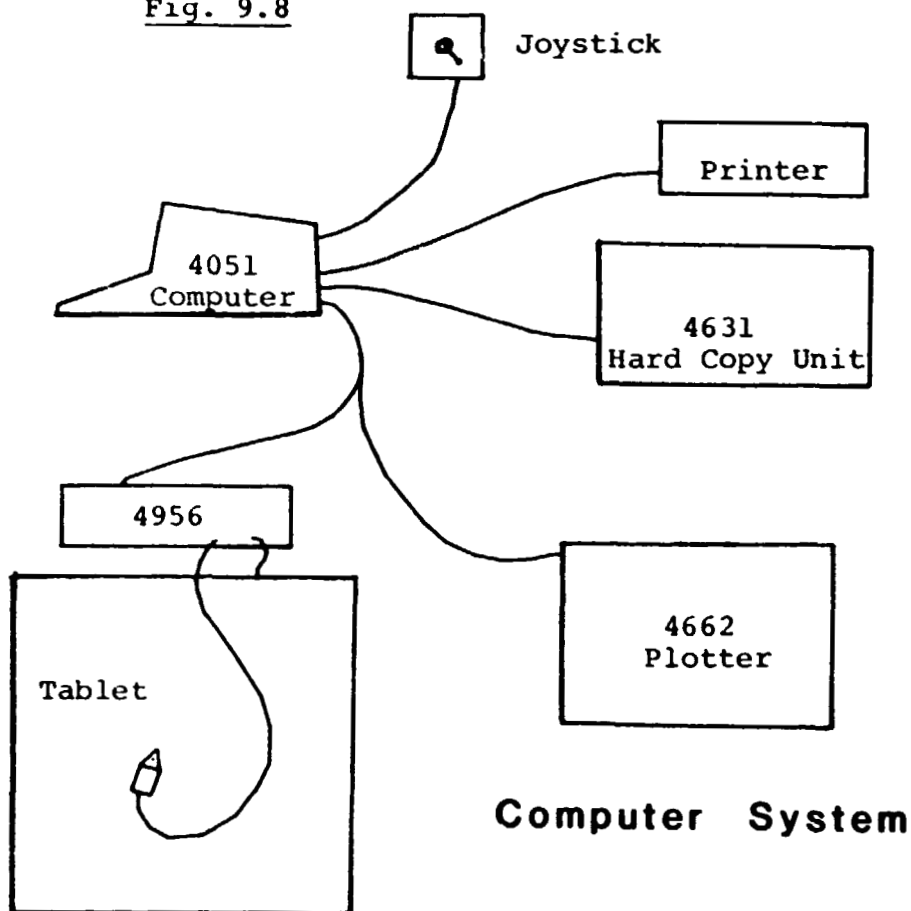 Fig. 9.8
Joystick
Printer
4051
Computer
4631
Hard Copy Unit
4956
4662
Plotter
Tablet
Computer System